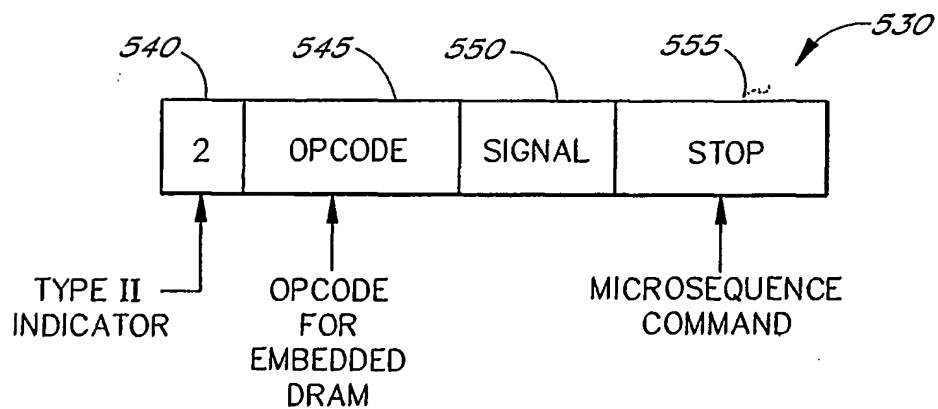 540 545 550 555 530
2 OPCODE SIGNAL STOP
TYPE II
INDICATOR
OPCODE
FOR
EMBEDDED
DRAM
MICROSEQUENCE
COMMAND